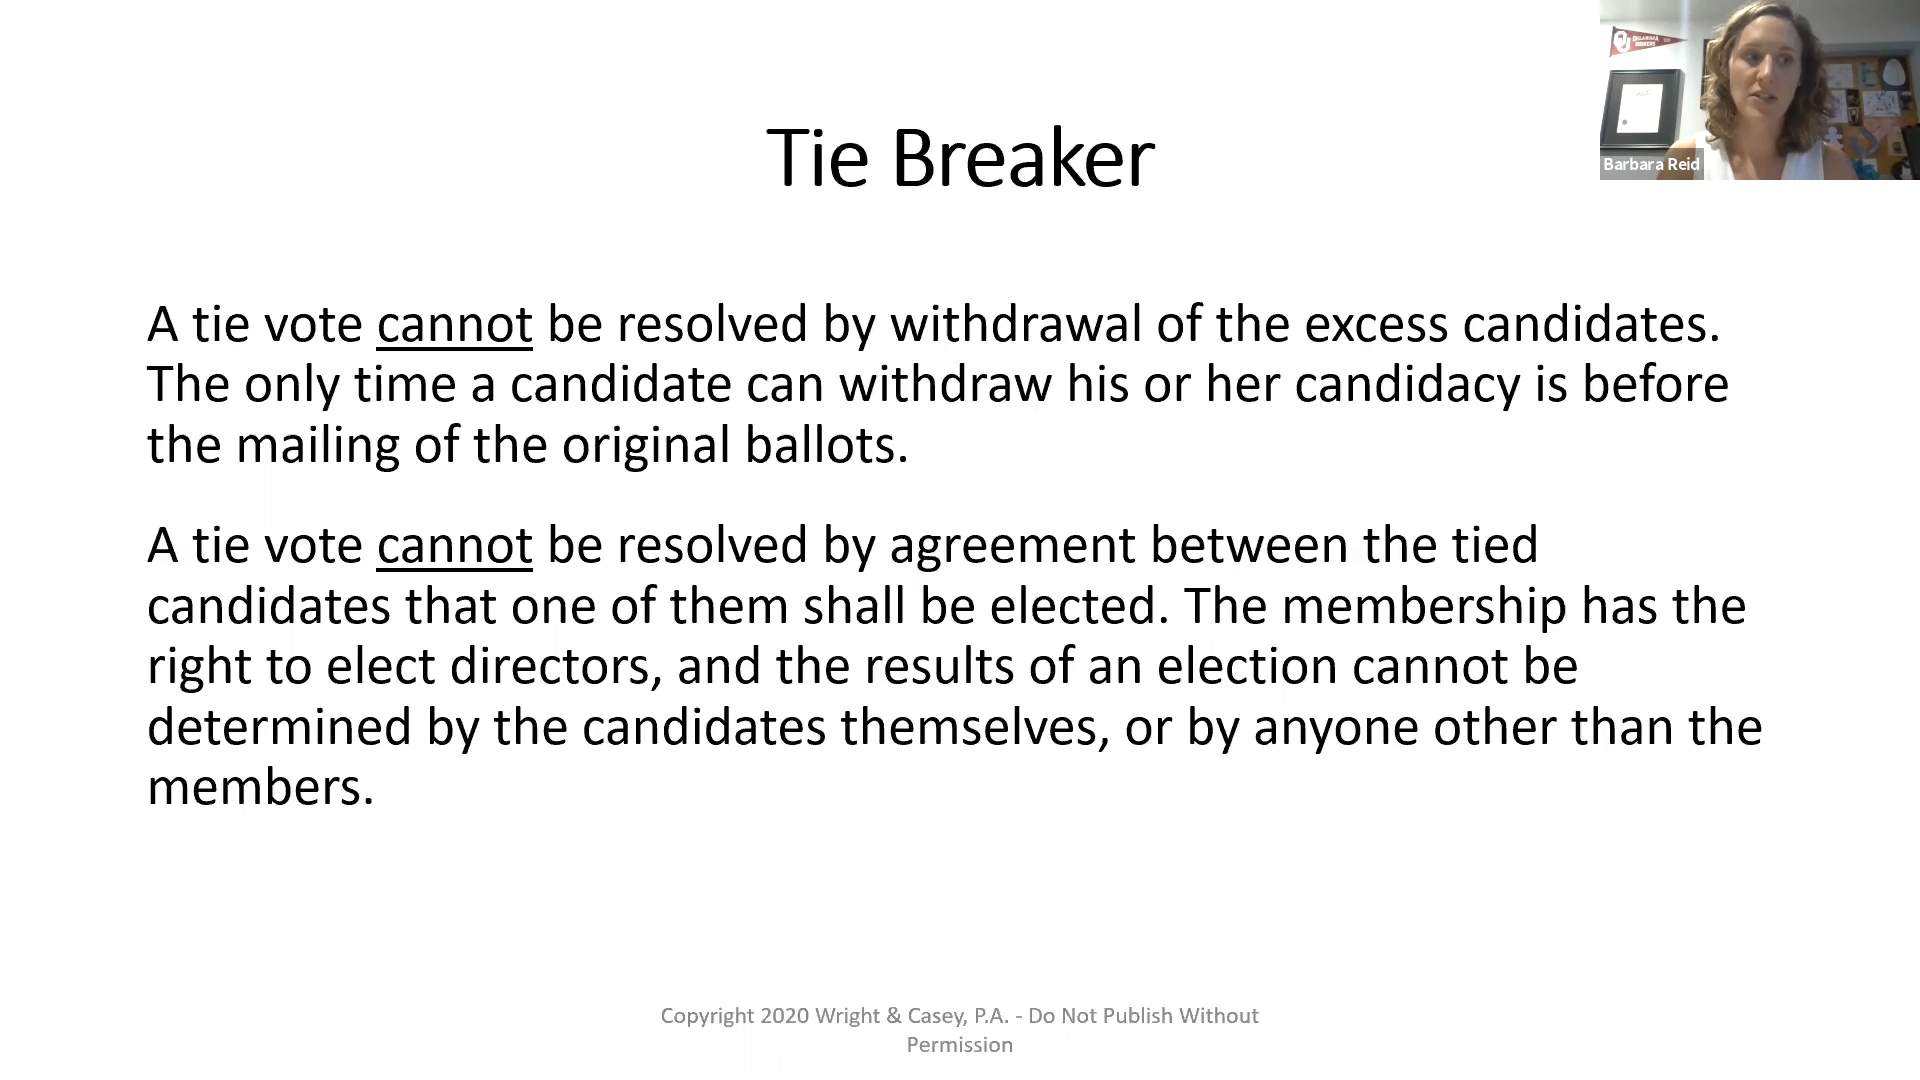 OKLAHOMA
SOONERS
Barbara Reid
Tie Breaker
A tie vote cannot be resolved by withdrawal of the excess candidates.
The only time a candidate can withdraw his or her candidacy is before
the mailing of the original ballots.
A tie vote cannot be resolved by agreement between the tied
candidates that one of them shall be elected. The membership has the
right to elect directors, and the results of an election cannot be
determined by the candidates themselves, or by anyone other than the
members.
Copyright 2020 Wright & Casey, P.A. - Do Not Publish Without
Permission